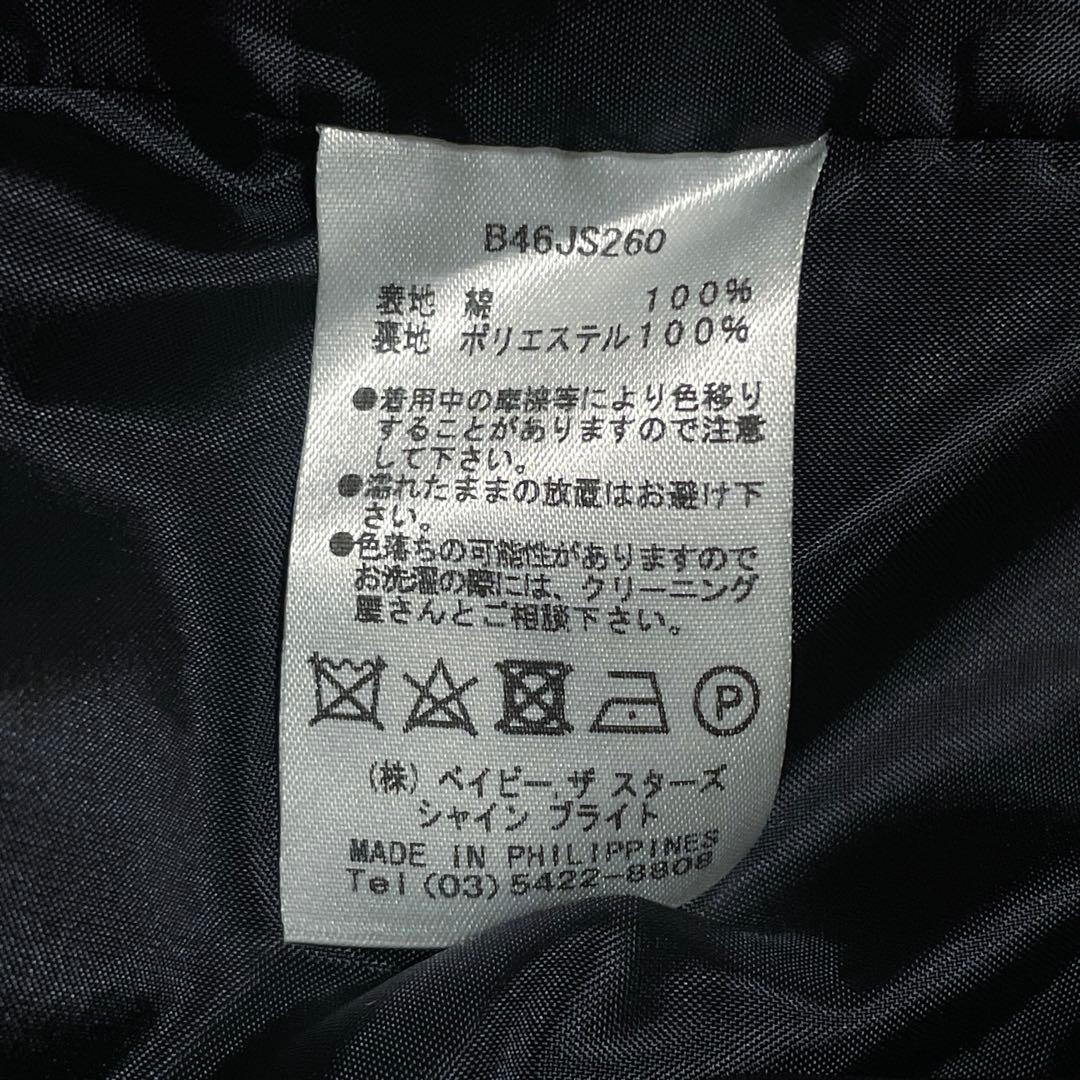 B46JS260
表地 綿 100%
裏地 ポリエステル100%
●着用中の摩擦等により色移り
することがありますので注意
して下さい。
●濡れたままの放置はお避け下
さい。
●色落ちの可能性がありますので
お洗濯の際には、クリーニング
屋さんとご相談下さい。
P
(株) ベイビー,ザ スターズ
シャイン ブライト
MADE IN PHILIPPINES
Tel (03) 5422-8808